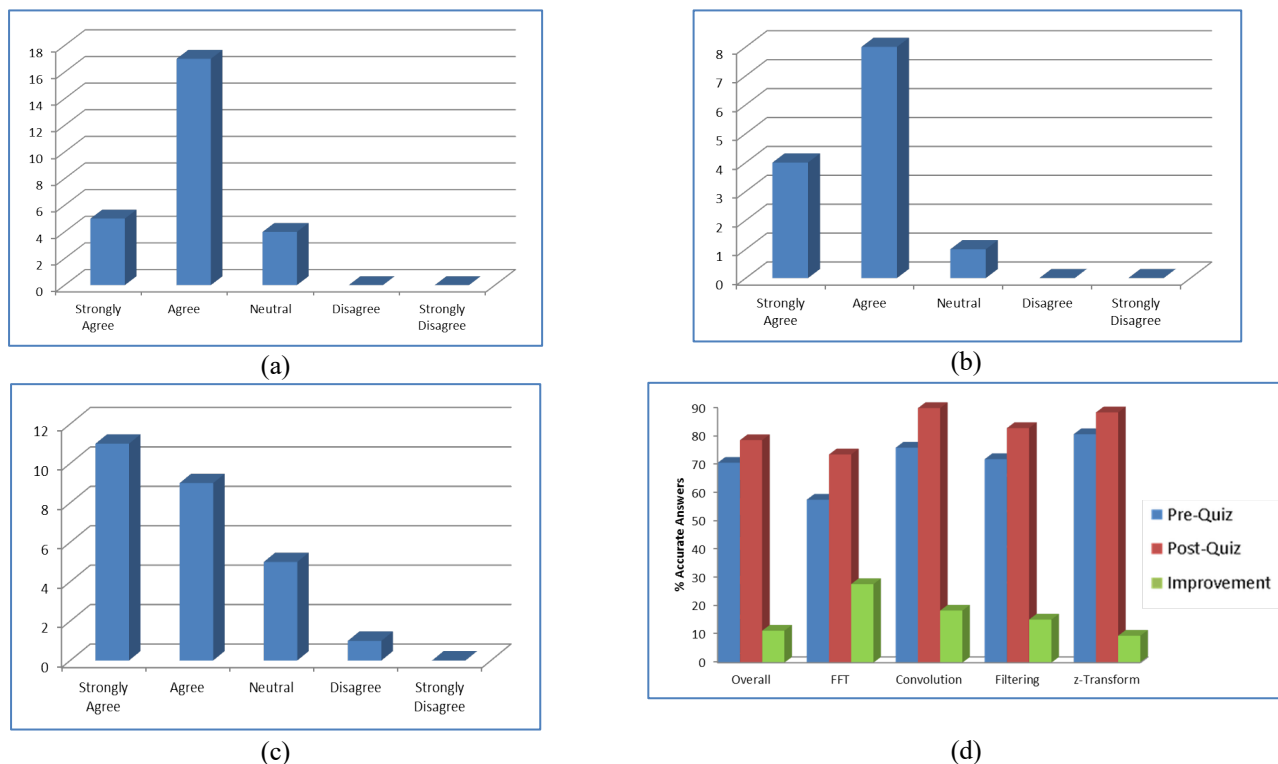 18
16
14
12
10
8
6
4
2
0
Strongly Agree
Agree
Neutral
Disagree
Strongly Disagree
(a)
8
7
6
5
4
3
2
1
0
Strongly Agree
Agree
Neutral
Disagree
Strongly Disagree
(b)
12
10
8
6
4
2
0
Strongly Agree
Agree
Neutral
Disagree
Strongly Disagree
(c)
% Accurate Answers
90
80
70
60
50
40
30
20
10
0
Overall
FFT
Convolution
Filtering
z-Transform
Pre-Quiz
Post-Quiz
Improvement
(d)